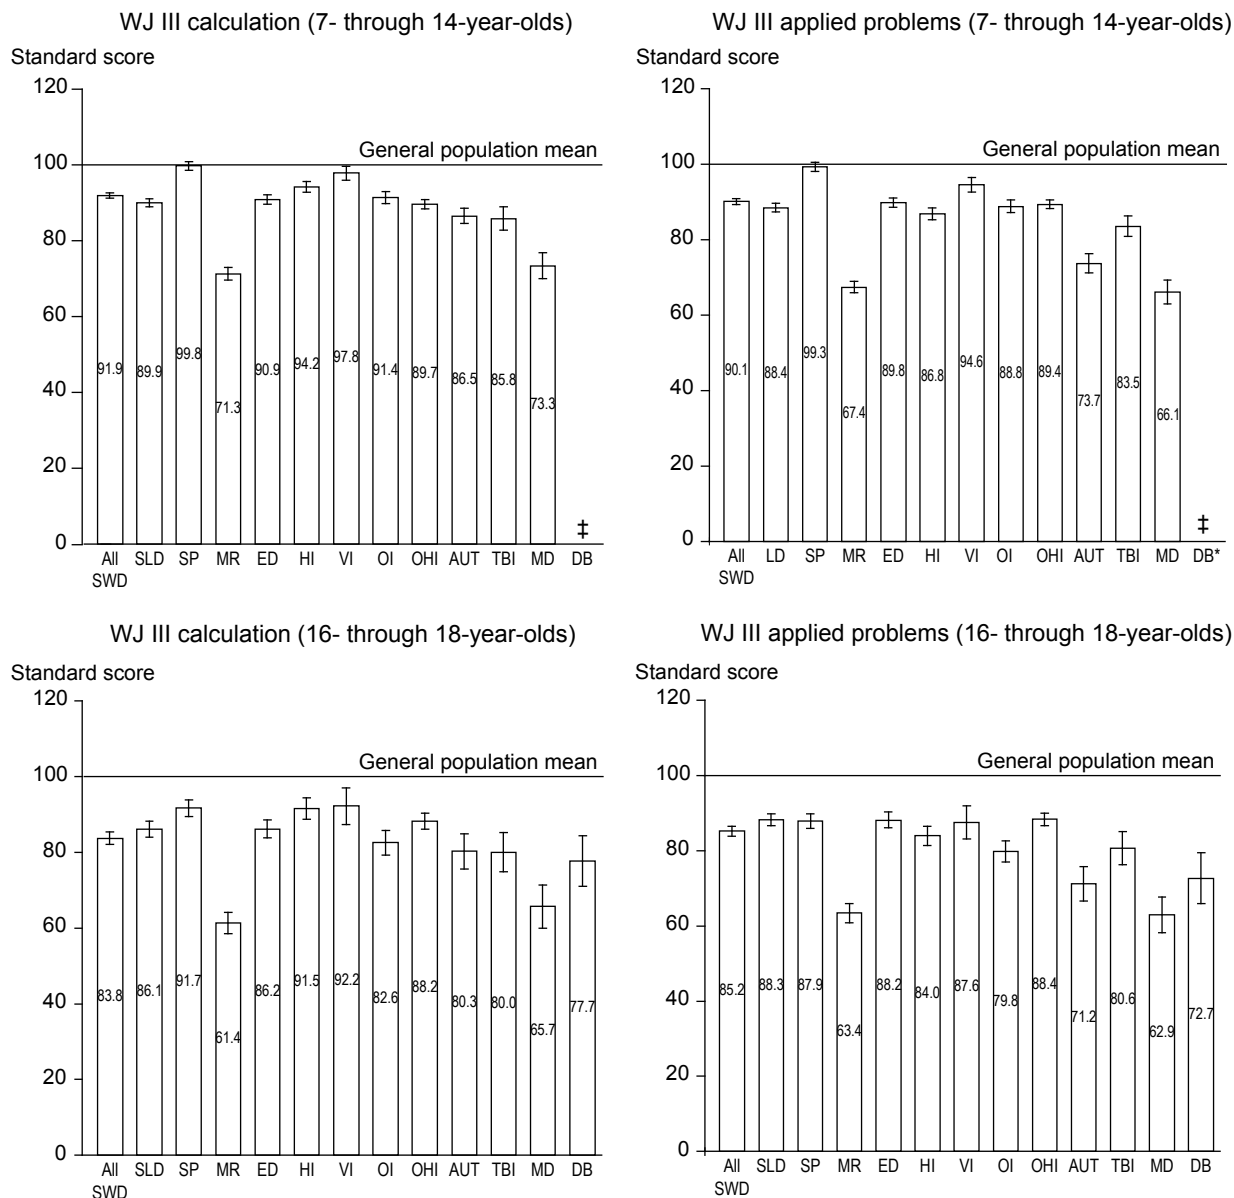 WJ III calculation (7- through 14-year-olds)
Standard score
120
100
80
60
40
20
0
General population mean
91.9 89.9 99.8 71.3 90.9 94.2 97.8 91.4 89.7 86.5 85.8 73.3 ‡
All SLD SP MR ED HI VI OI OHI AUT TBI MD DB
SWD
WJ III applied problems (7- through 14-year-olds)
Standard score
120
100
80
60
40
20
0
General population mean
90.1 88.4 99.3 67.4 89.8 86.8 94.6 88.8 89.4 73.7 83.5 66.1 ‡
All LD SP MR ED HI VI OI OHI AUT TBI MD DB*
SWD
WJ III calculation (16- through 18-year-olds)
Standard score
120
100
80
60
40
20
0
General population mean
83.8 86.1 91.7 61.4 86.2 91.5 92.2 82.6 88.2 80.3 80.0 65.7 77.7
All SLD SP MR ED HI VI OI OHI AUT TBI MD DB
SWD
WJ III applied problems (16- through 18-year-olds)
Standard score
120
100
80
60
40
20
0
General population mean
85.2 88.3 87.9 63.4 88.2 84.0 87.6 79.8 88.4 71.2 80.6 62.9 72.7
All SLD SP MR ED HI VI OI OHI AUT TBI MD DB
SWD